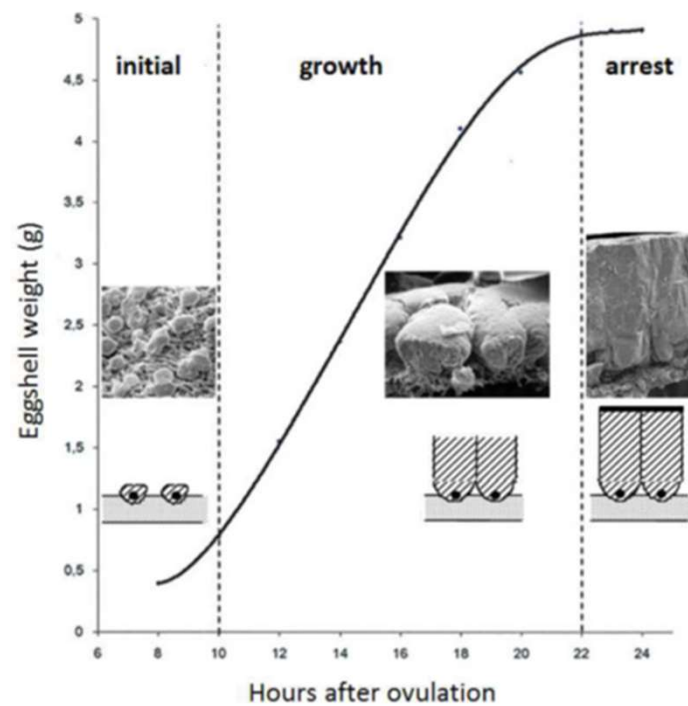 initial growth arrest
5
4,5
4
3,5
3
2,5
2
1,5
1
0,5
0
Eggshell weight (g)
6 8 10 12 14 16 18 20 22 24
Hours after ovulation